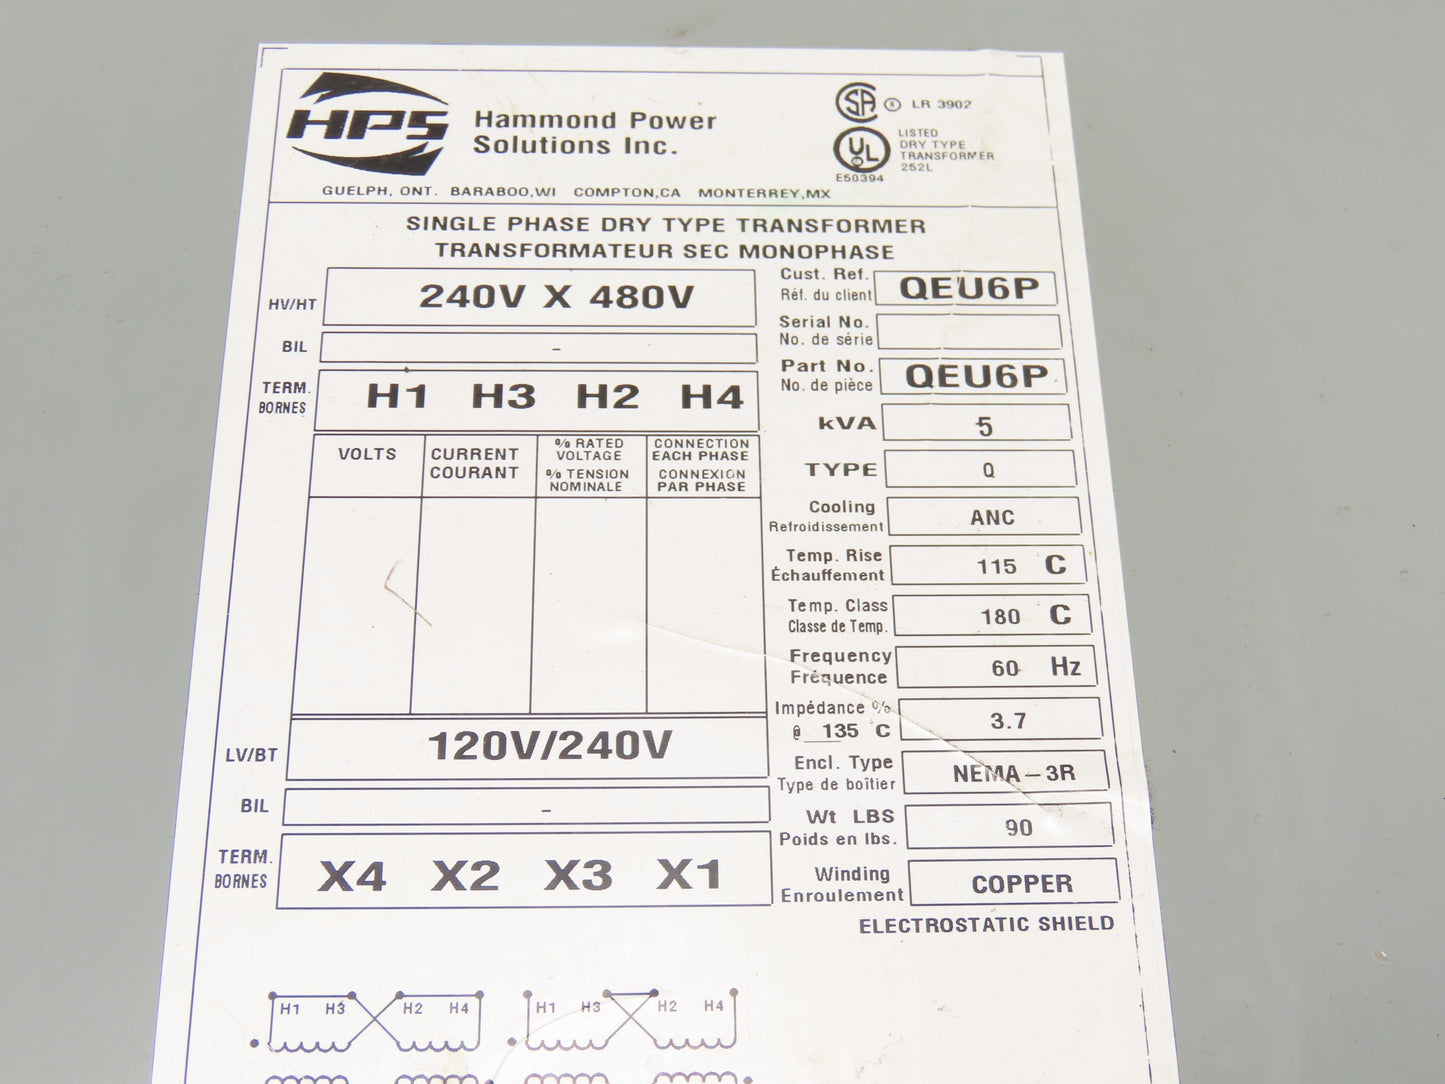 HPS
Hammond Power
Solutions Inc.
SA ® LR 3902
UL
LISTED
DRY TYPE
TRANSFORMER
252L
E50394
GUELPH, ONT. BARABOO,WI COMPTON,CA MONTERREY,MX
SINGLE PHASE DRY TYPE TRANSFORMER
TRANSFORMATEUR SEC MONOPHASE
HV/HT 240V X 480V
BIL -
TERM.
BORNES
H1 H3 H2 H4
VOLTS
CURRENT
COURANT
% RATED
VOLTAGE
% TENSION
NOMINALE
CONNECTION
EACH PHASE
CONNEXION
PAR PHASE
LV/BT 120V/240V
BIL -
TERM.
BORNES
X4 X2 X3 X1
Cust. Ref.
Réf. du client
QEU6P
Serial No.
No. de série
Part No.
No. de pièce
QEU6P
kVA 5
TYPE Q
Cooling
Refroidissement
ANC
Temp. Rise
Échauffement
115 C
Temp. Class
Classe de Temp.
180 C
Frequency
Fréquence
60 Hz
Impédance %
@ 135 °C
3.7
Encl. Type
Type de boîtier
NEMA - 3R
Wt LBS
Poids en lbs.
90
Winding
Enroulement
COPPER
ELECTROSTATIC SHIELD
H1 H3 H2 H4 H1 H3 H2 H4